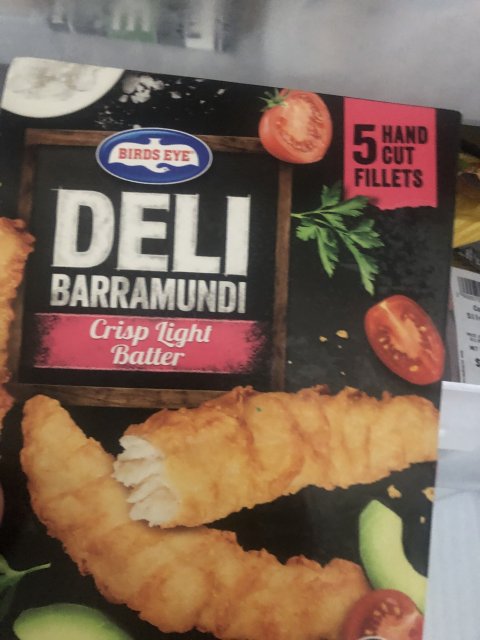 BIRDS EYE
DELI
BARRAMUNDI
Crisp Light
Batter
5 HAND
CUT
FILLETS